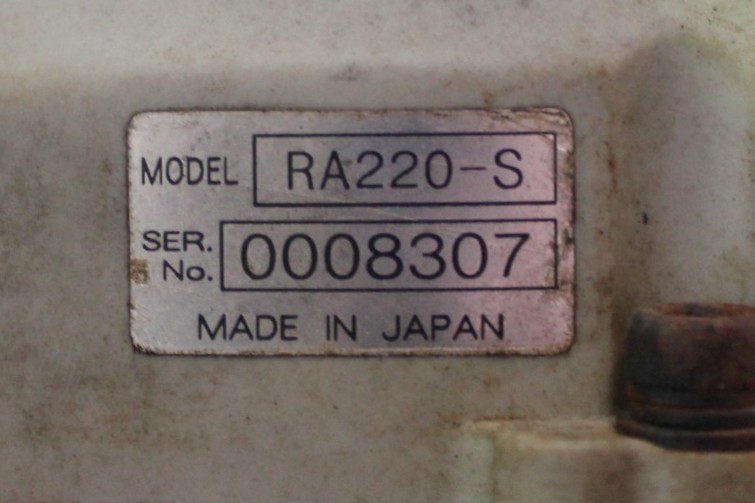 MODEL RA220-S
SER. No. 0008307
MADE IN JAPAN